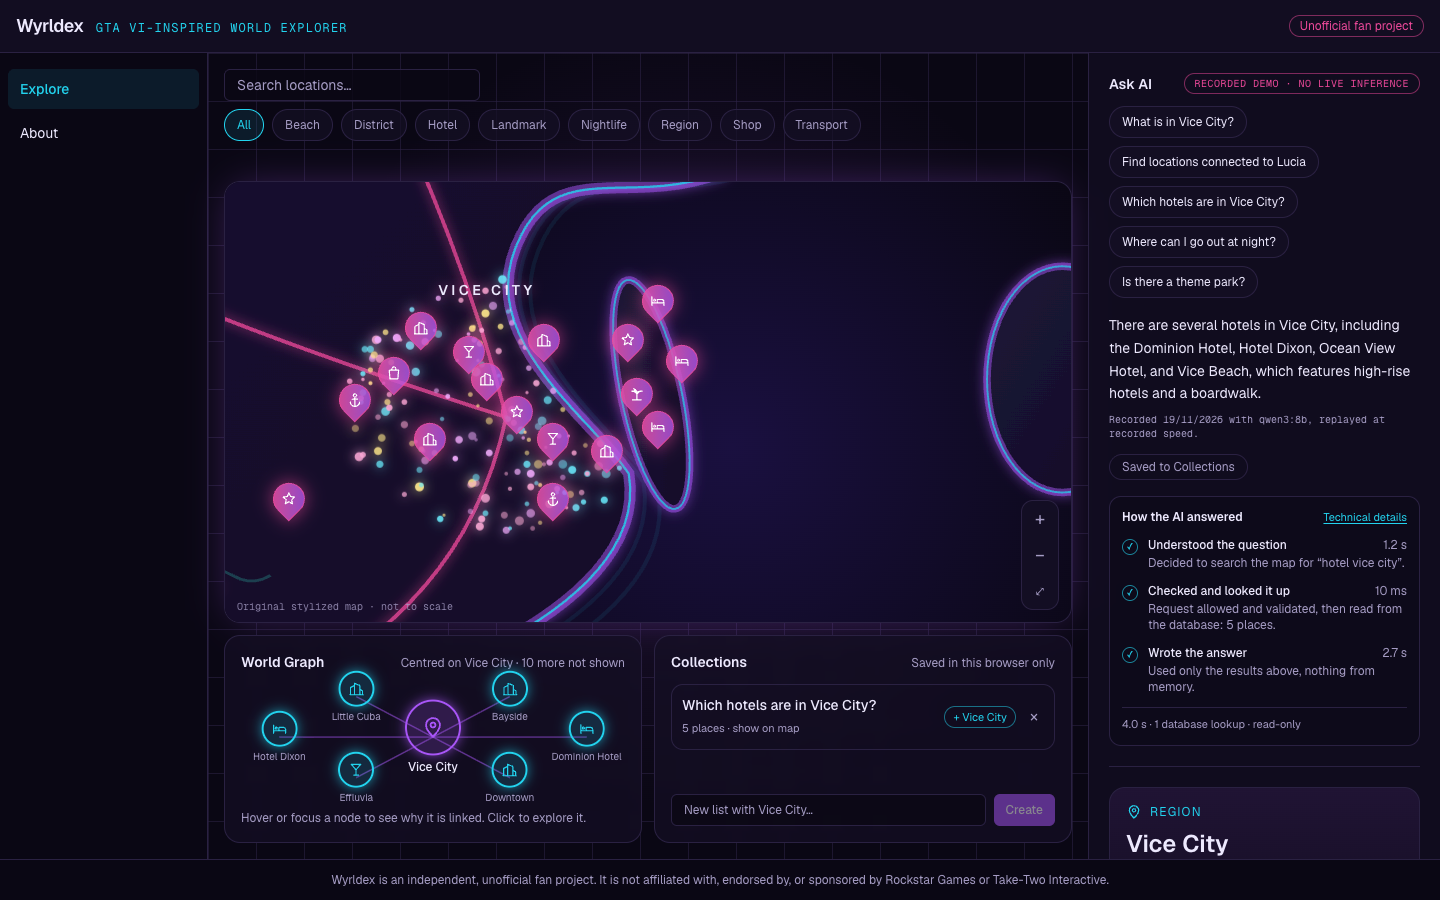 Wyrldex GTA VI-INSPIRED WORLD EXPLORER
Unofficial fan project
Explore
About
Search locations…
All Beach District Hotel Landmark Nightlife Region Shop Transport
VICE CITY
Original stylized map · not to scale
+
−
World Graph
Centred on Vice City · 10 more not shown
Little Cuba
Bayside
Hotel Dixon
Vice City
Dominion Hotel
Effluvia
Downtown
Hover or focus a node to see why it is linked. Click to explore it.
Collections
Saved in this browser only
Which hotels are in Vice City?
5 places · show on map
+ Vice City
×
New list with Vice City…
Create
Ask AI
RECORDED DEMO · NO LIVE INFERENCE
What is in Vice City?
Find locations connected to Lucia
Which hotels are in Vice City?
Where can I go out at night?
Is there a theme park?
There are several hotels in Vice City, including
the Dominion Hotel, Hotel Dixon, Ocean View
Hotel, and Vice Beach, which features high-rise
hotels and a boardwalk.
Recorded 19/11/2026 with qwen3:8b, replayed at
recorded speed.
Saved to Collections
How the AI answered
Technical details
Understood the question 1.2 s
Decided to search the map for “hotel vice city”.
Checked and looked it up 10 ms
Request allowed and validated, then read from
the database: 5 places.
Wrote the answer 2.7 s
Used only the results above, nothing from
memory.
4.0 s · 1 database lookup · read-only
REGION
Vice City
Wyrldex is an independent, unofficial fan project. It is not affiliated with, endorsed by, or sponsored by Rockstar Games or Take-Two Interactive.